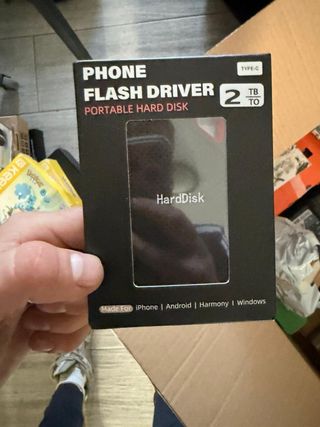 PHONE
TYPE-C
FLASH DRIVER
2 TB/TO
PORTABLE HARD DISK
HardDisk
Made For iPhone | Android | Harmony | Windows